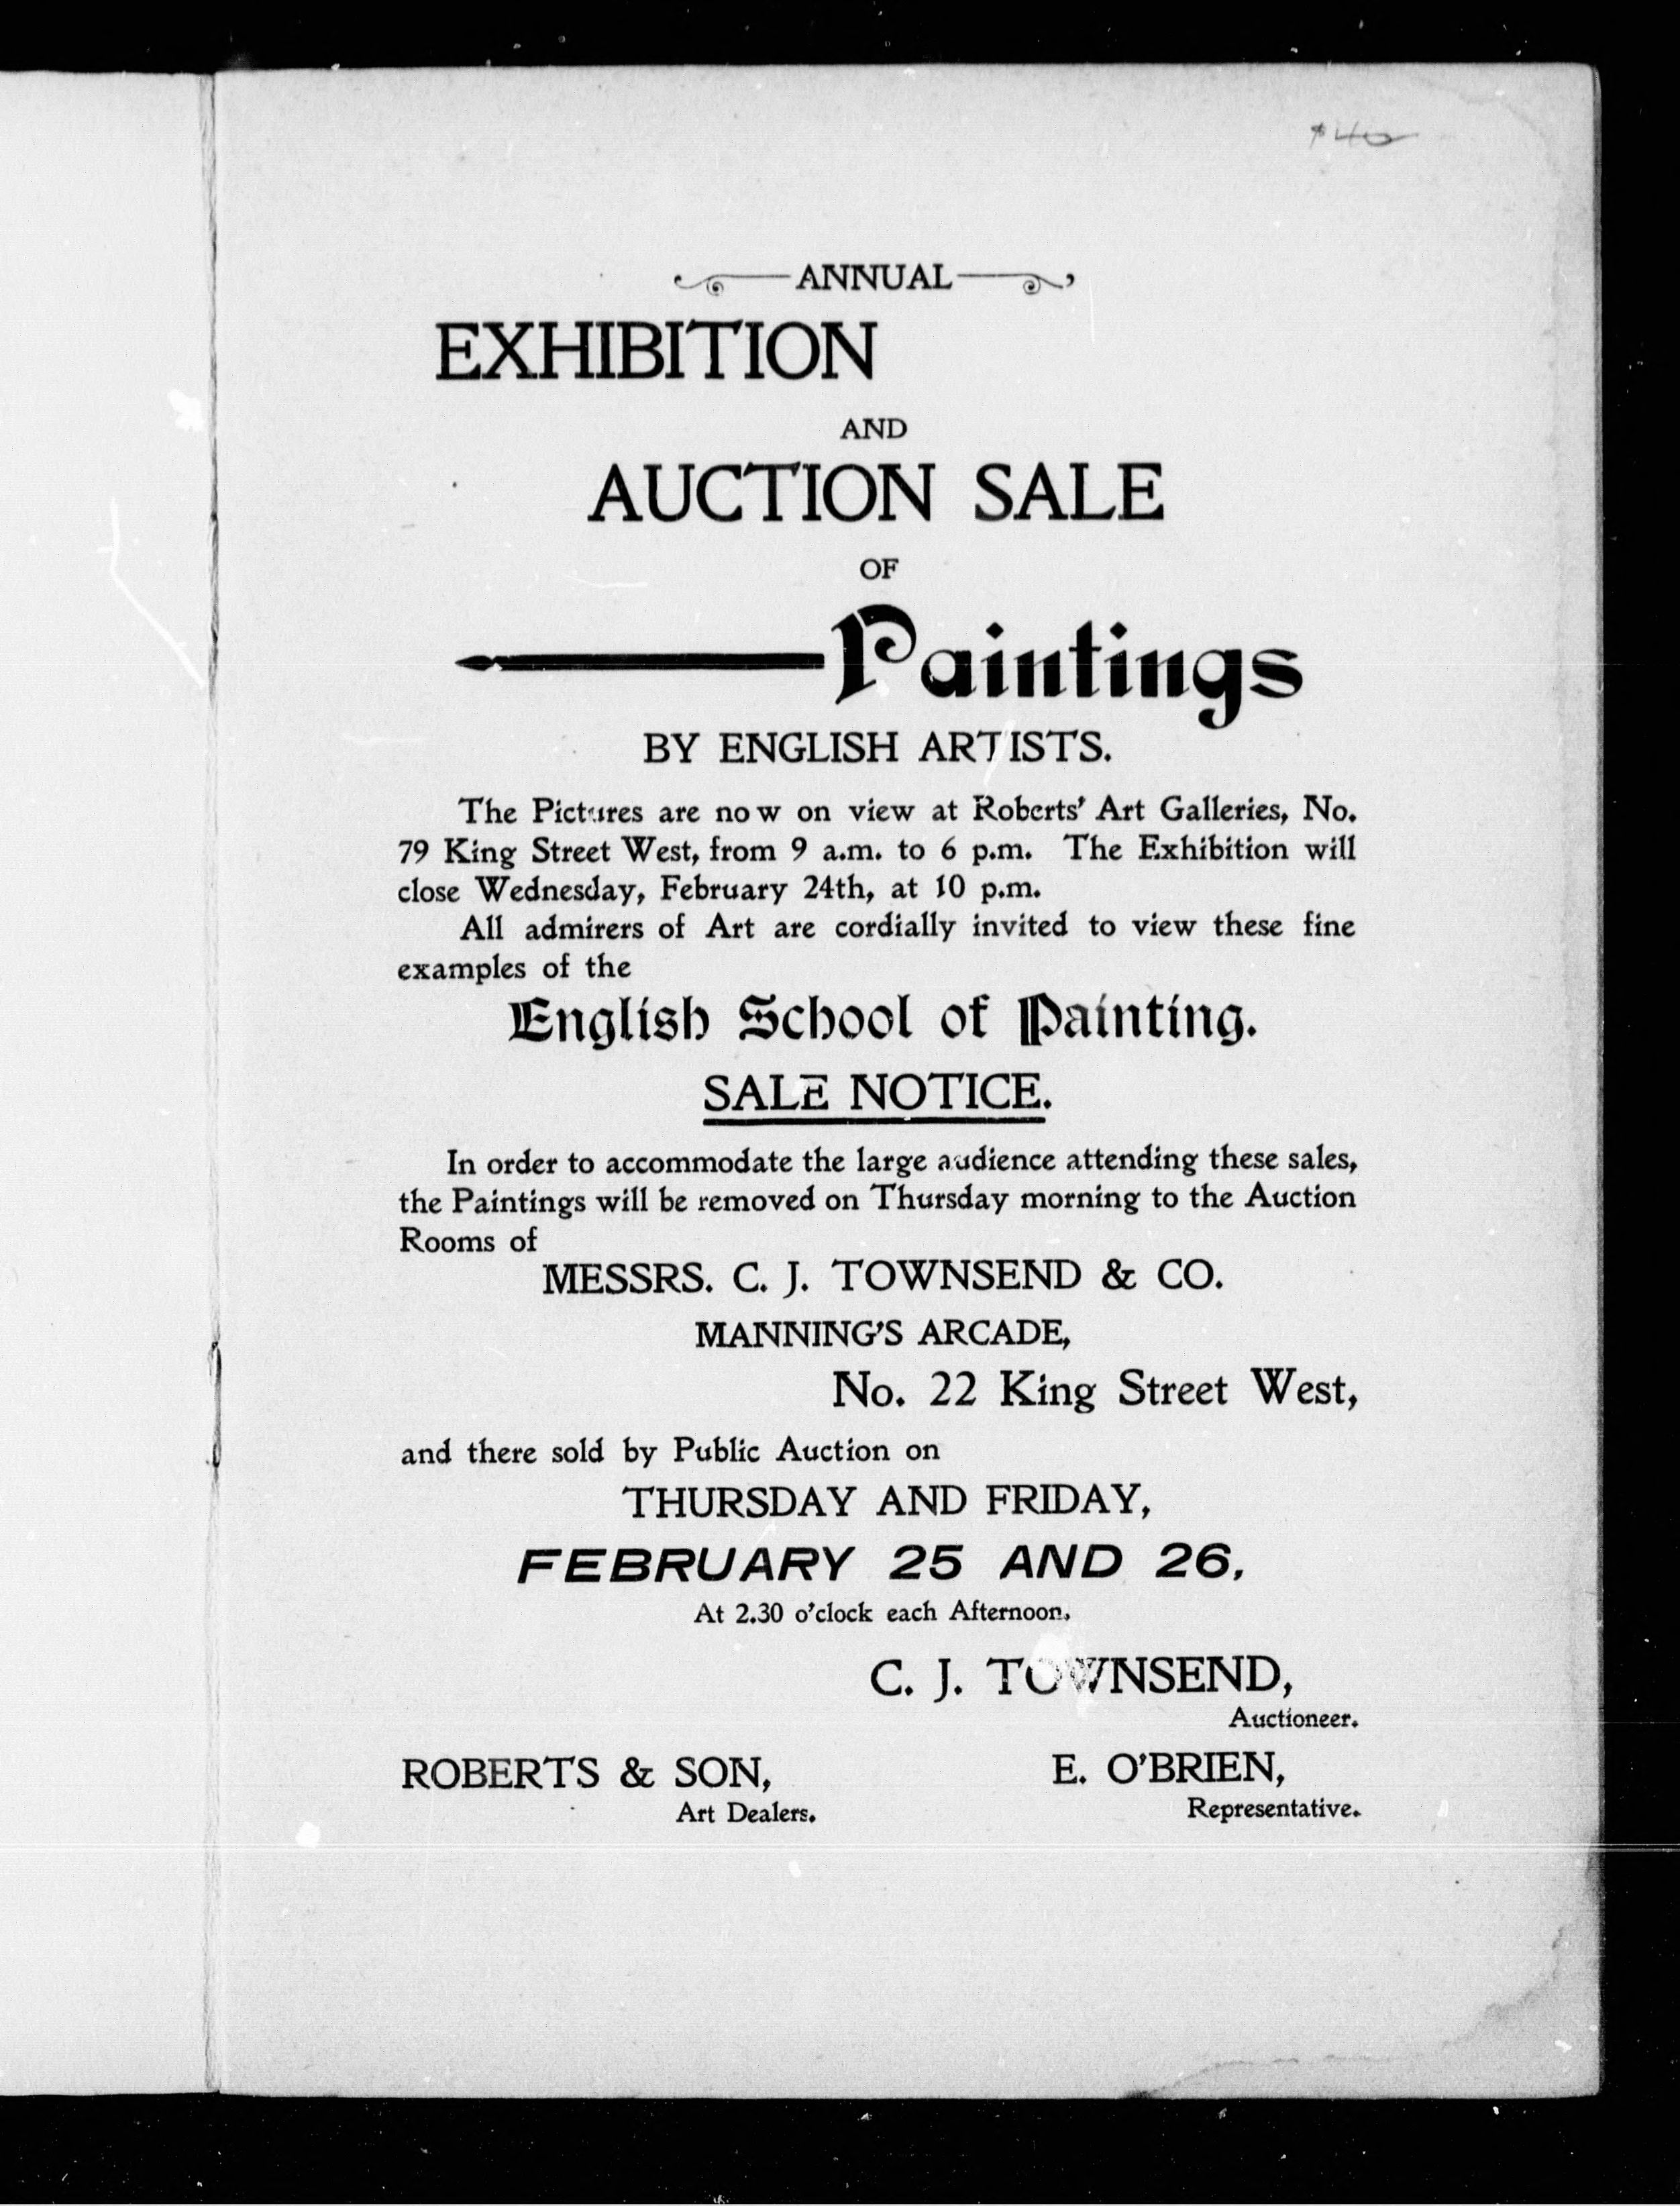 $40
ANNUAL
EXHIBITION
AND
AUCTION SALE
OF
Paintings
BY ENGLISH ARTISTS.
The Pictures are now on view at Roberts' Art Galleries, No.
79 King Street West, from 9 a.m. to 6 p.m. The Exhibition will
close Wednesday, February 24th, at 10 p.m.
All admirers of Art are cordially invited to view these fine
examples of the
English School of Painting.
SALE NOTICE.
In order to accommodate the large audience attending these sales,
the Paintings will be removed on Thursday morning to the Auction
Rooms of
MESSRS. C. J. TOWNSEND & CO.
MANNING'S ARCADE,
No. 22 King Street West,
and there sold by Public Auction on
THURSDAY AND FRIDAY,
FEBRUARY 25 AND 26,
At 2.30 o'clock each Afternoon.
C. J. TOWNSEND,
Auctioneer.
ROBERTS & SON,
Art Dealers.
E. O'BRIEN,
Representative.